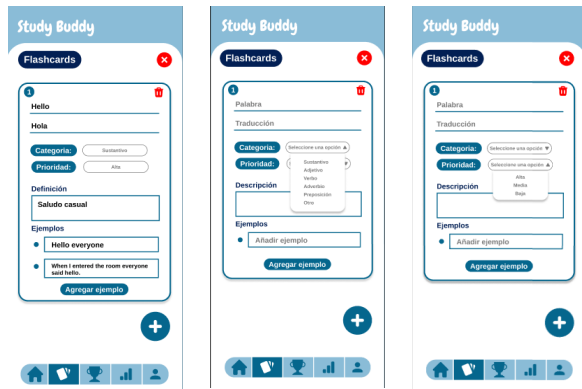 Study Buddy
Flashcards
1
Hello
Hola
Categoria:
Sustantivo
Prioridad:
Alta
Definición
Saludo casual
Ejemplos
Hello everyone
When I entered the room everyone
said hello.
Agregar ejemplo
Study Buddy
Flashcards
1
Palabra
Traducción
Categoria:
Seleccione una opción
Prioridad:
Sustantivo
Adjetivo
Verbo
Adverbio
Preposición
Otro
Descripción
Ejemplos
Añadir ejemplo
Agregar ejemplo
Study Buddy
Flashcards
1
Palabra
Traducción
Categoria:
Seleccione una opción
Prioridad:
Seleccione una opción
Alta
Media
Baja
Descripción
Ejemplos
Añadir ejemplo
Agregar ejemplo